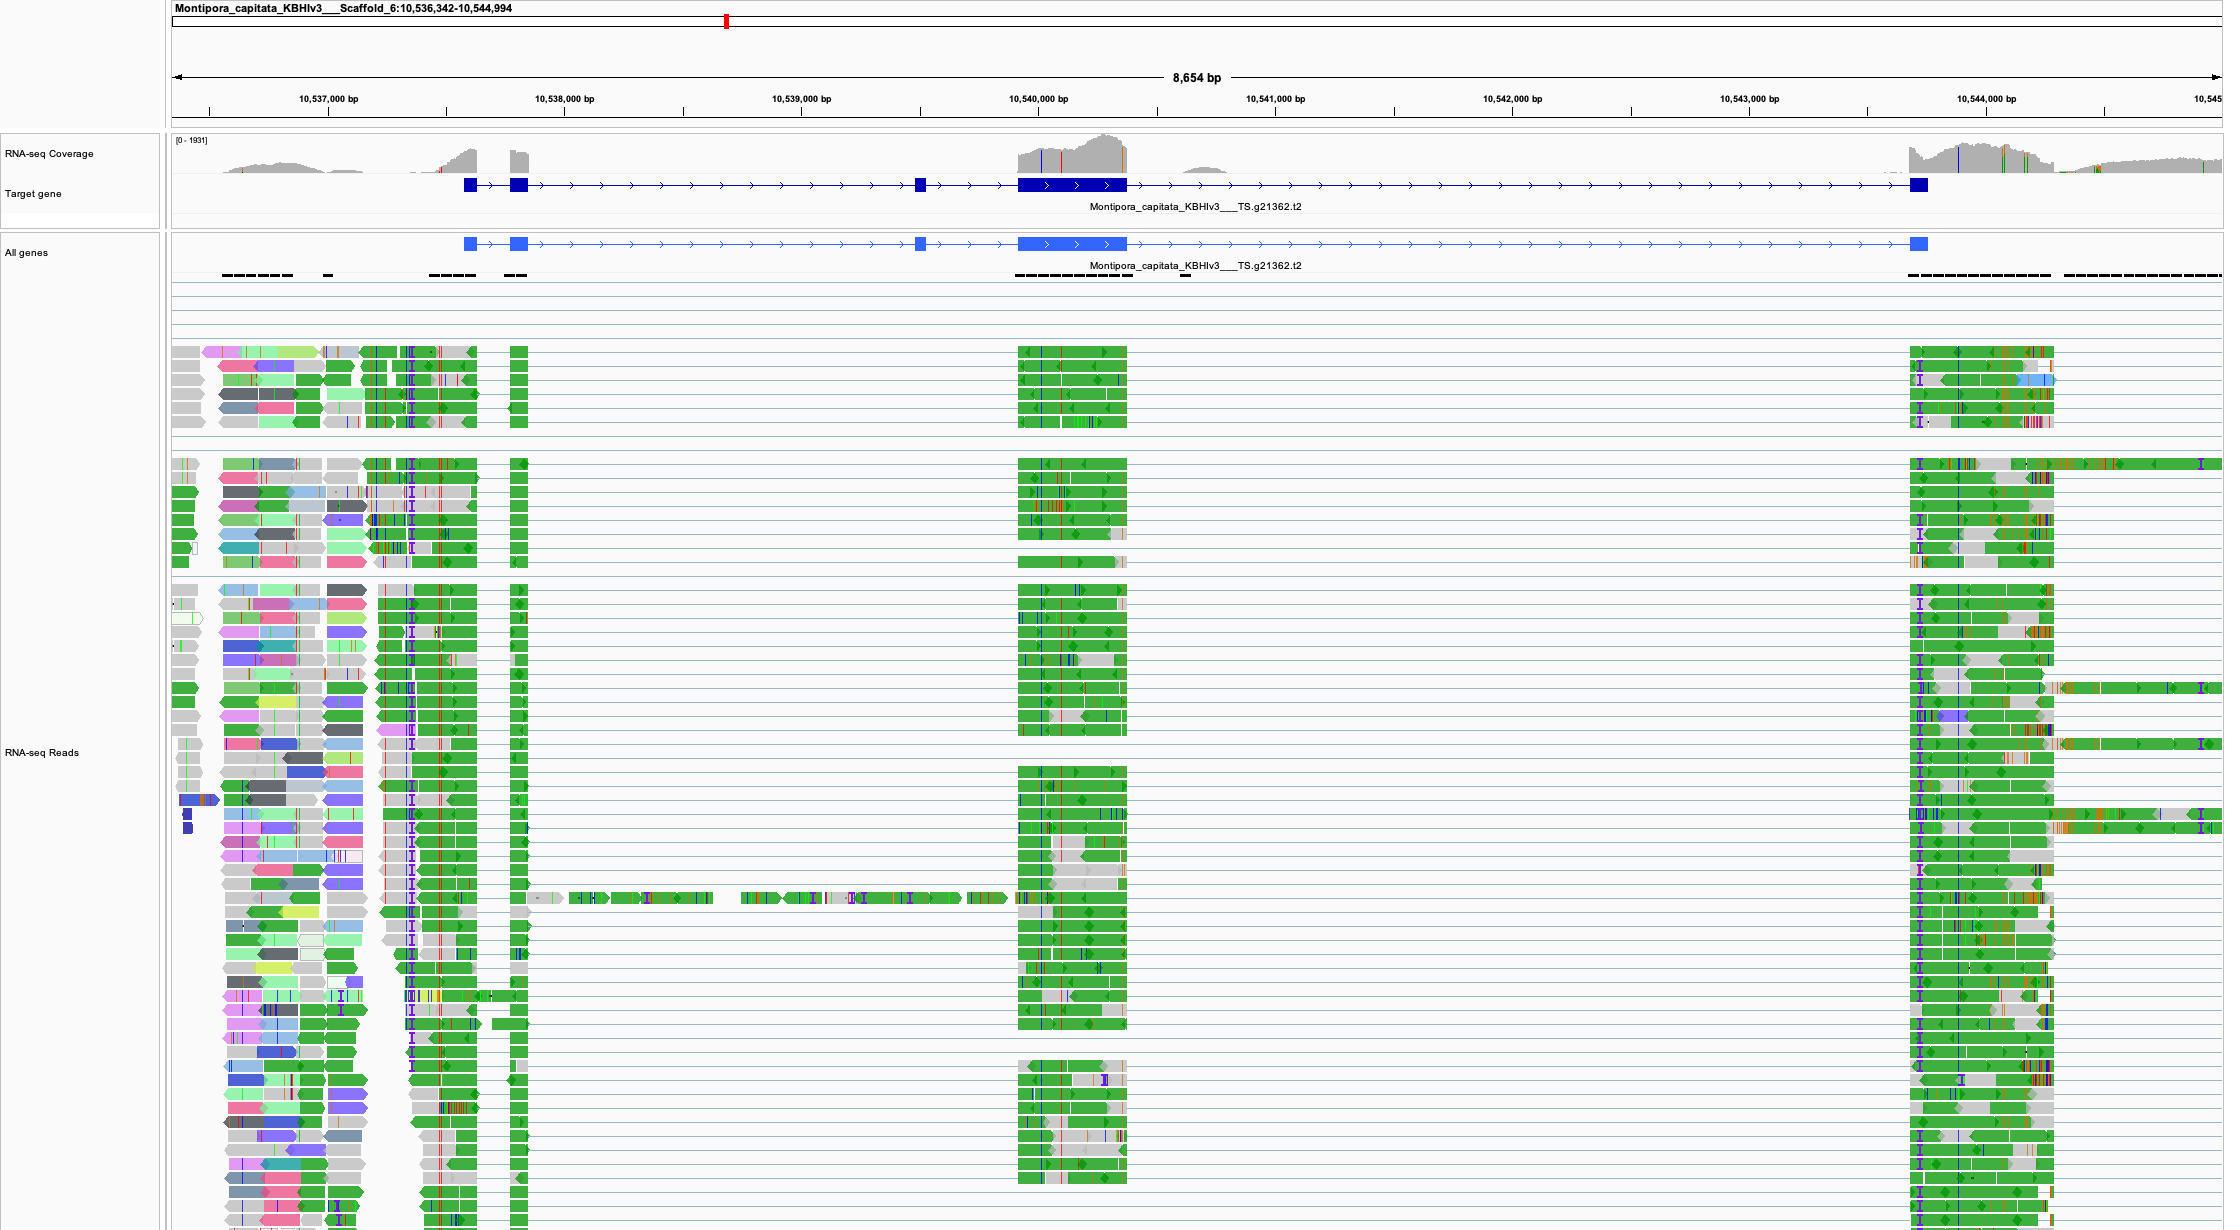 Montipora_capitata_KBHIv3___Scaffold_6:10,536,342-10,544,994
8,654 bp
10,537,000 bp 10,538,000 bp 10,539,000 bp 10,540,000 bp 10,541,000 bp 10,542,000 bp 10,543,000 bp 10,544,000 bp 10,545
[0 - 1931]
RNA-seq Coverage
Target gene
Montipora_capitata_KBHIv3___TS.g21362.t2
All genes
Montipora_capitata_KBHIv3___TS.g21362.t2
RNA-seq Reads